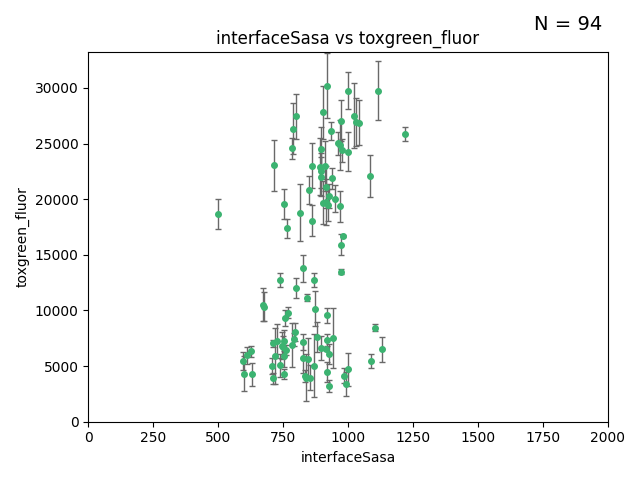 N = 94
interfaceSasa vs toxgreen_fluor
30000
25000
20000
15000
10000
5000
0
toxgreen_fluor
0 250 500 750 1000 1250 1500 1750 2000
interfaceSasa